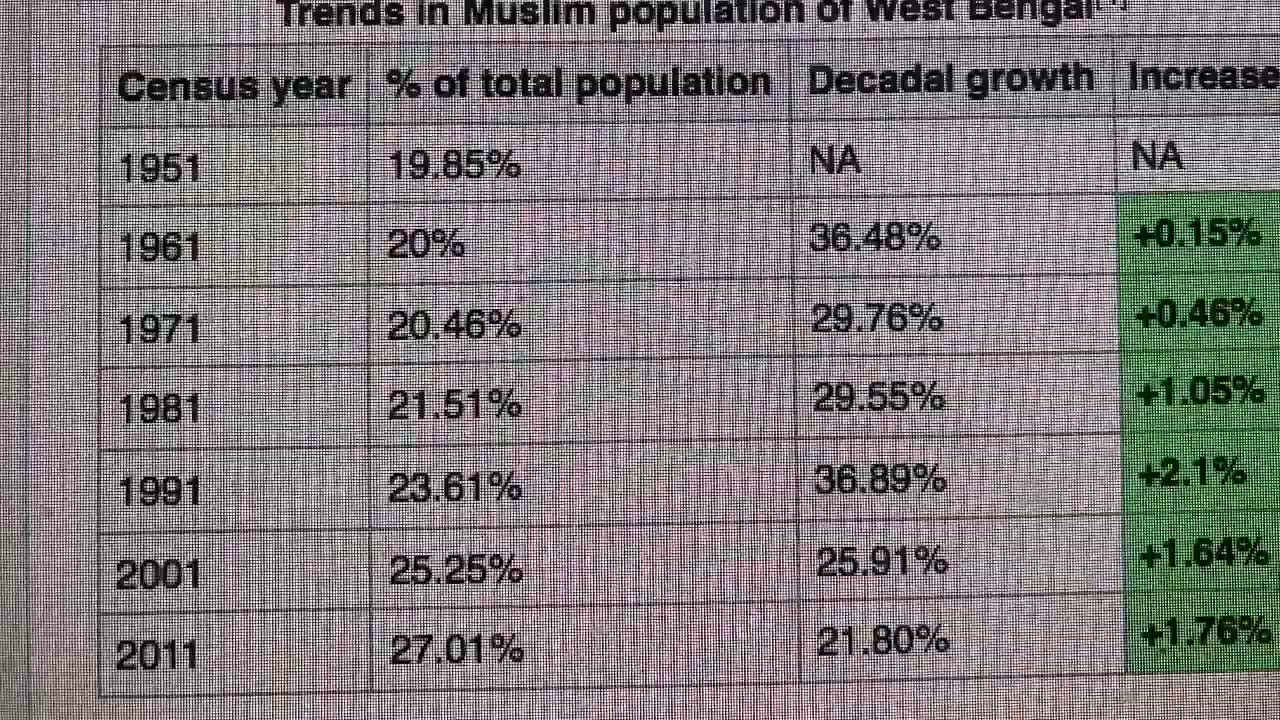 Trends in Muslim population of West Bengal
Census year % of total population Decadal growth Increase
1951 19.85% NA NA
1961 20% 36.48% +0.15%
1971 20.46% 29.76% +0.46%
1981 21.51% 29.55% +1.05%
1991 23.61% 36.89% +2.1%
2001 25.25% 25.91% +1.64%
2011 27.01% 21.80% +1.76%